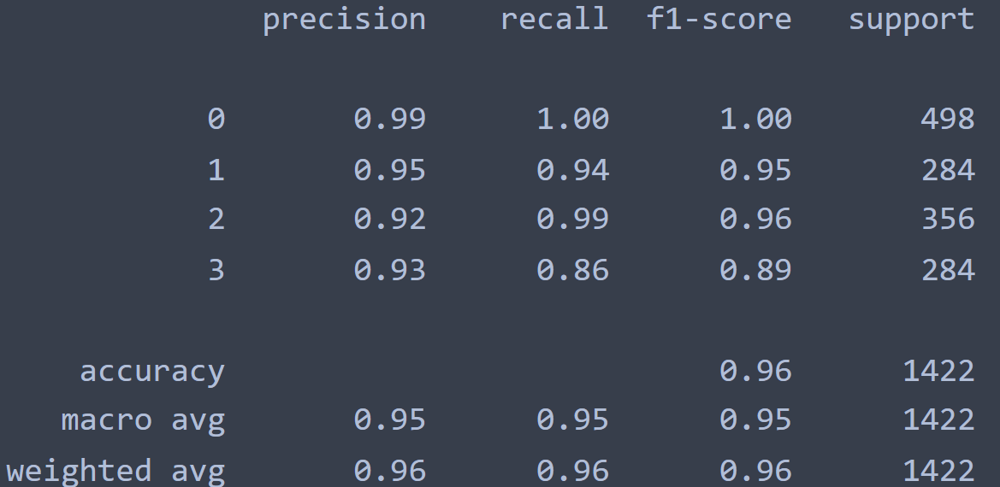 precision recall f1-score support
0 0.99 1.00 1.00 498
1 0.95 0.94 0.95 284
2 0.92 0.99 0.96 356
3 0.93 0.86 0.89 284
accuracy 0.96 1422
macro avg 0.95 0.95 0.95 1422
weighted avg 0.96 0.96 0.96 1422